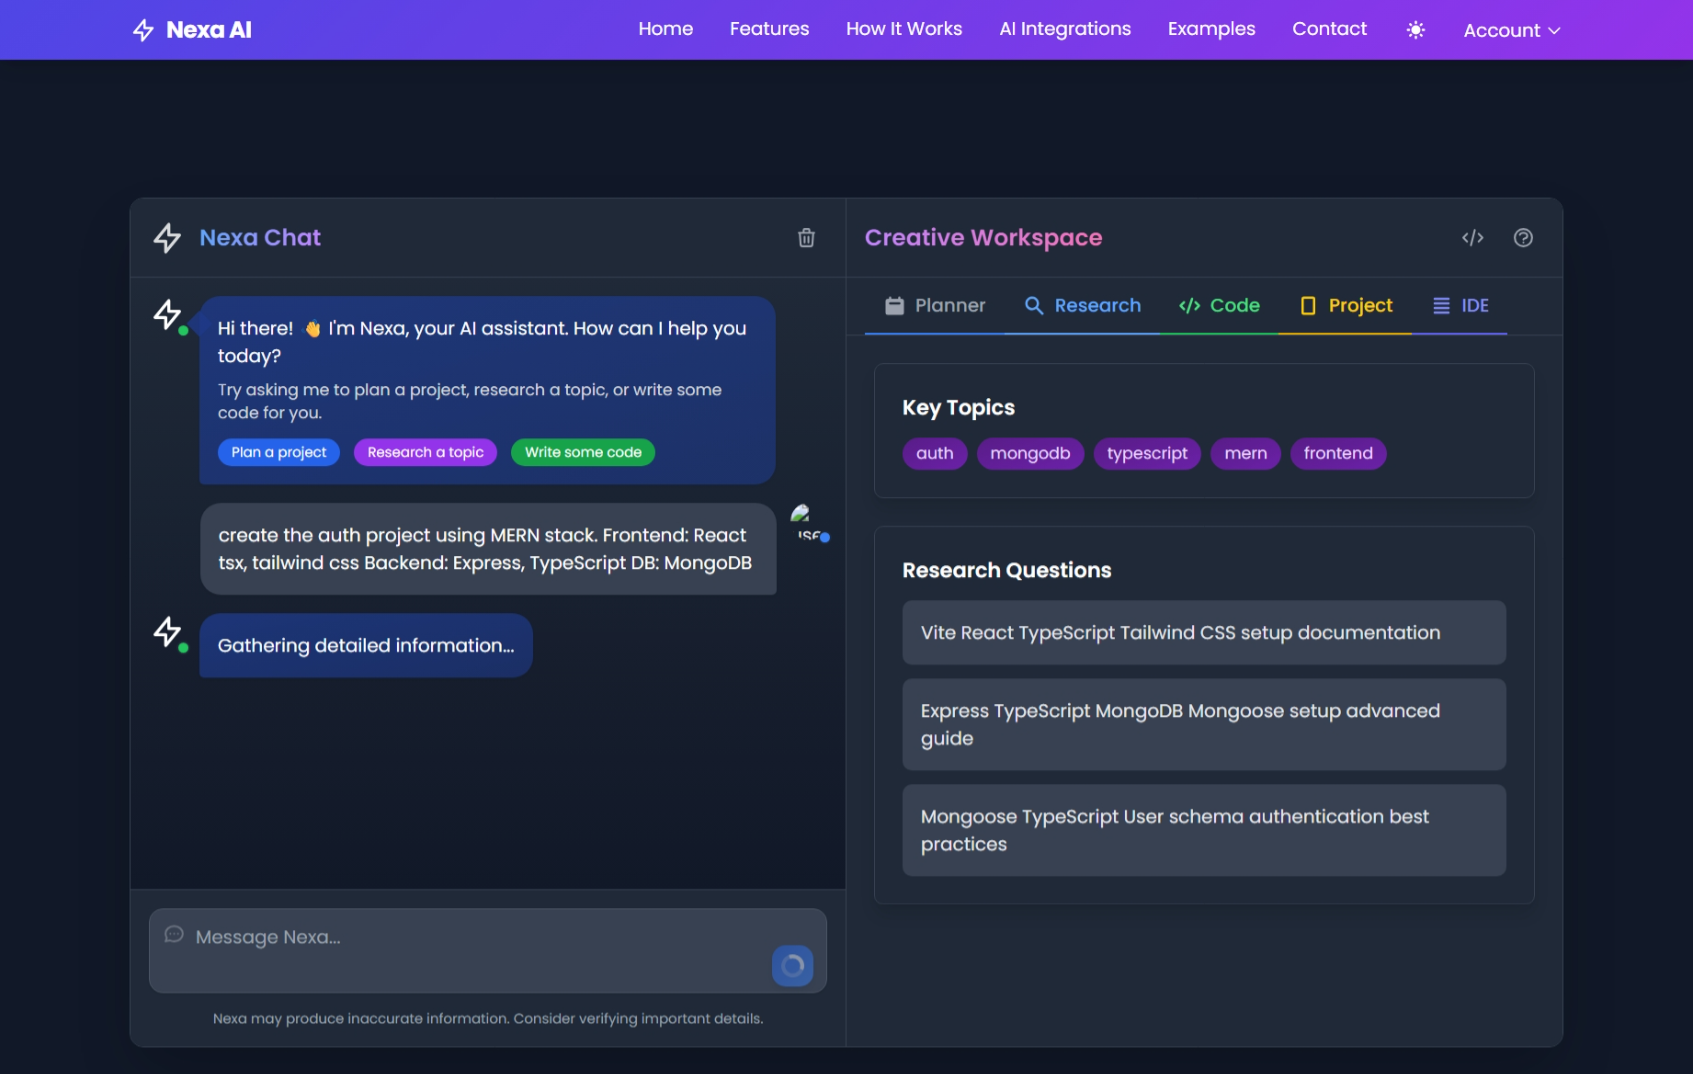 Nexa AI
Home
Features
How It Works
AI Integrations
Examples
Contact
Account
Nexa Chat
Hi there! 👋 I'm Nexa, your AI assistant. How can I help you
today?
Try asking me to plan a project, research a topic, or write some
code for you.
Plan a project
Research a topic
Write some code
create the auth project using MERN stack. Frontend: React
tsx, tailwind css Backend: Express, TypeScript DB: MongoDB
Gathering detailed information...
Message Nexa...
Nexa may produce inaccurate information. Consider verifying important details.
Creative Workspace
Planner
Research
Code
Project
IDE
Key Topics
auth
mongodb
typescript
mern
frontend
Research Questions
Vite React TypeScript Tailwind CSS setup documentation
Express TypeScript MongoDB Mongoose setup advanced
guide
Mongoose TypeScript User schema authentication best
practices